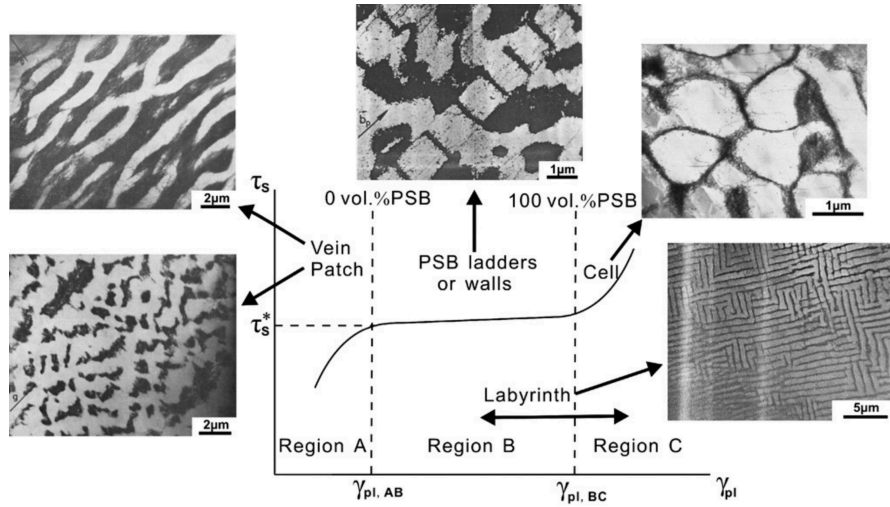 2µm
1µm
1µm
b⃗p
τs
0 vol.%PSB
100 vol.%PSB
Vein
Patch
PSB ladders
or walls
Cell
τs*
g
2µm
Labyrinth
5µm
Region A
Region B
Region C
γpl, AB
γpl, BC
γpl